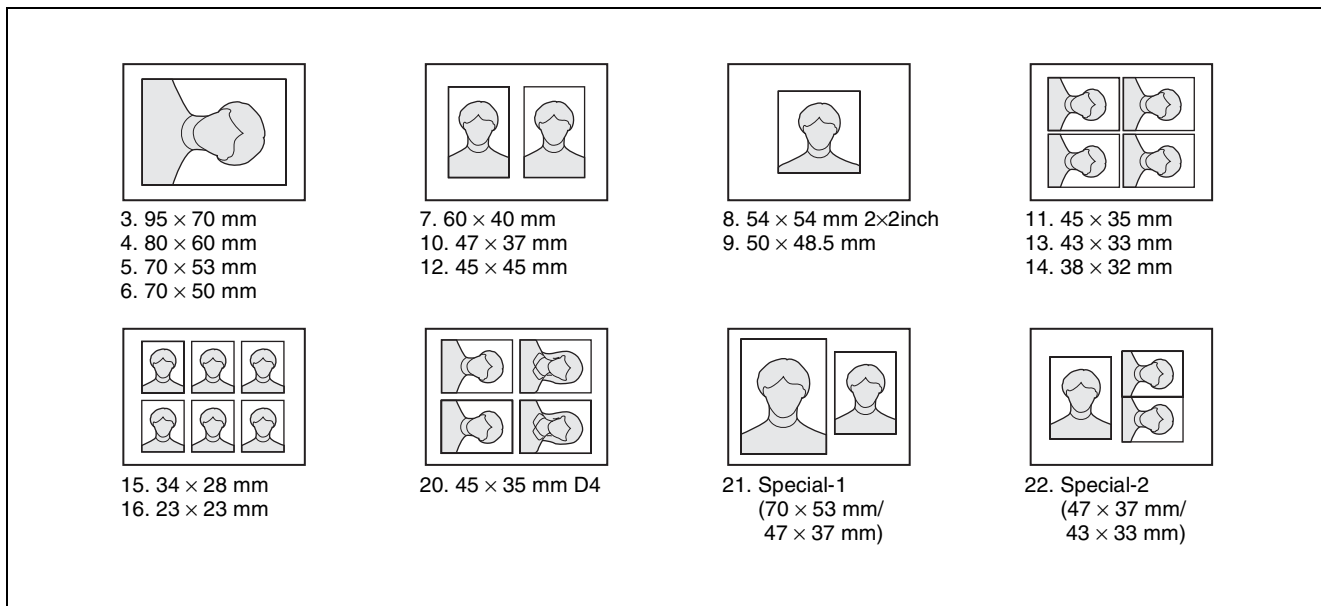 3. 95 × 70 mm
4. 80 × 60 mm
5. 70 × 53 mm
6. 70 × 50 mm
7. 60 × 40 mm
10. 47 × 37 mm
12. 45 × 45 mm
8. 54 × 54 mm 2×2inch
9. 50 × 48.5 mm
11. 45 × 35 mm
13. 43 × 33 mm
14. 38 × 32 mm
15. 34 × 28 mm
16. 23 × 23 mm
20. 45 × 35 mm D4
21. Special-1
(70 × 53 mm/
47 × 37 mm)
22. Special-2
(47 × 37 mm/
43 × 33 mm)